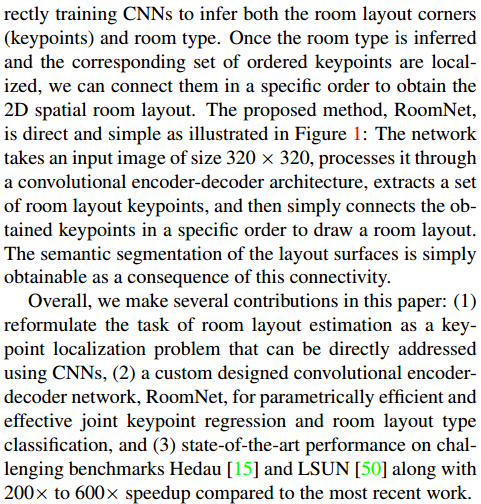 rectly training CNNs to infer both the room layout corners
(keypoints) and room type. Once the room type is inferred
and the corresponding set of ordered keypoints are local-
ized, we can connect them in a specific order to obtain the
2D spatial room layout. The proposed method, RoomNet,
is direct and simple as illustrated in Figure 1: The network
takes an input image of size 320 × 320, processes it through
a convolutional encoder-decoder architecture, extracts a set
of room layout keypoints, and then simply connects the ob-
tained keypoints in a specific order to draw a room layout.
The semantic segmentation of the layout surfaces is simply
obtainable as a consequence of this connectivity.
Overall, we make several contributions in this paper: (1)
reformulate the task of room layout estimation as a key-
point localization problem that can be directly addressed
using CNNs, (2) a custom designed convolutional encoder-
decoder network, RoomNet, for parametrically efficient and
effective joint keypoint regression and room layout type
classification, and (3) state-of-the-art performance on chal-
lenging benchmarks Hedau [15] and LSUN [50] along with
200× to 600× speedup compared to the most recent work.